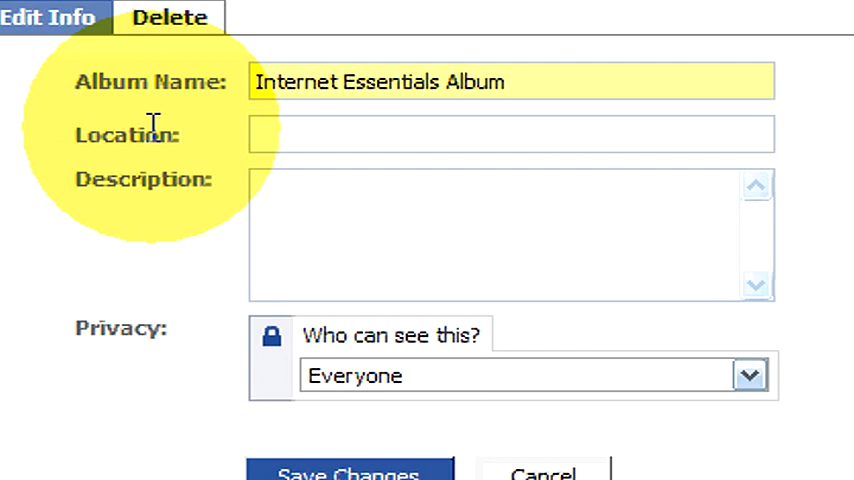 Edit Info Delete
Album Name: Internet Essentials Album
Location:
Description:
Privacy: Who can see this?
Everyone
Save Changes Cancel